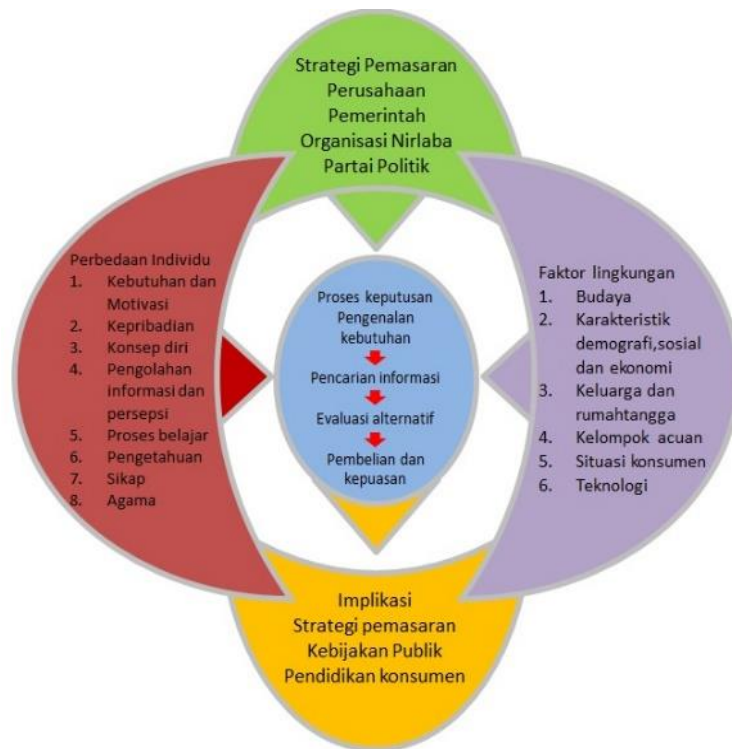 Strategi Pemasaran
Perusahaan
Pemerintah
Organisasi Nirlaba
Partai Politik
Perbedaan Individu
1. Kebutuhan dan
Motivasi
2. Kepribadian
3. Konsep diri
4. Pengolahan
informasi dan
persepsi
5. Proses belajar
6. Pengetahuan
7. Sikap
8. Agama
Proses keputusan
Pengenalan
kebutuhan
Pencarian informasi
Evaluasi alternatif
Pembelian dan
kepuasan
Faktor lingkungan
1. Budaya
2. Karakteristik
demografi,sosial
dan ekonomi
3. Keluarga dan
rumahtangga
4. Kelompok acuan
5. Situasi konsumen
6. Teknologi
Implikasi
Strategi pemasaran
Kebijakan Publik
Pendidikan konsumen